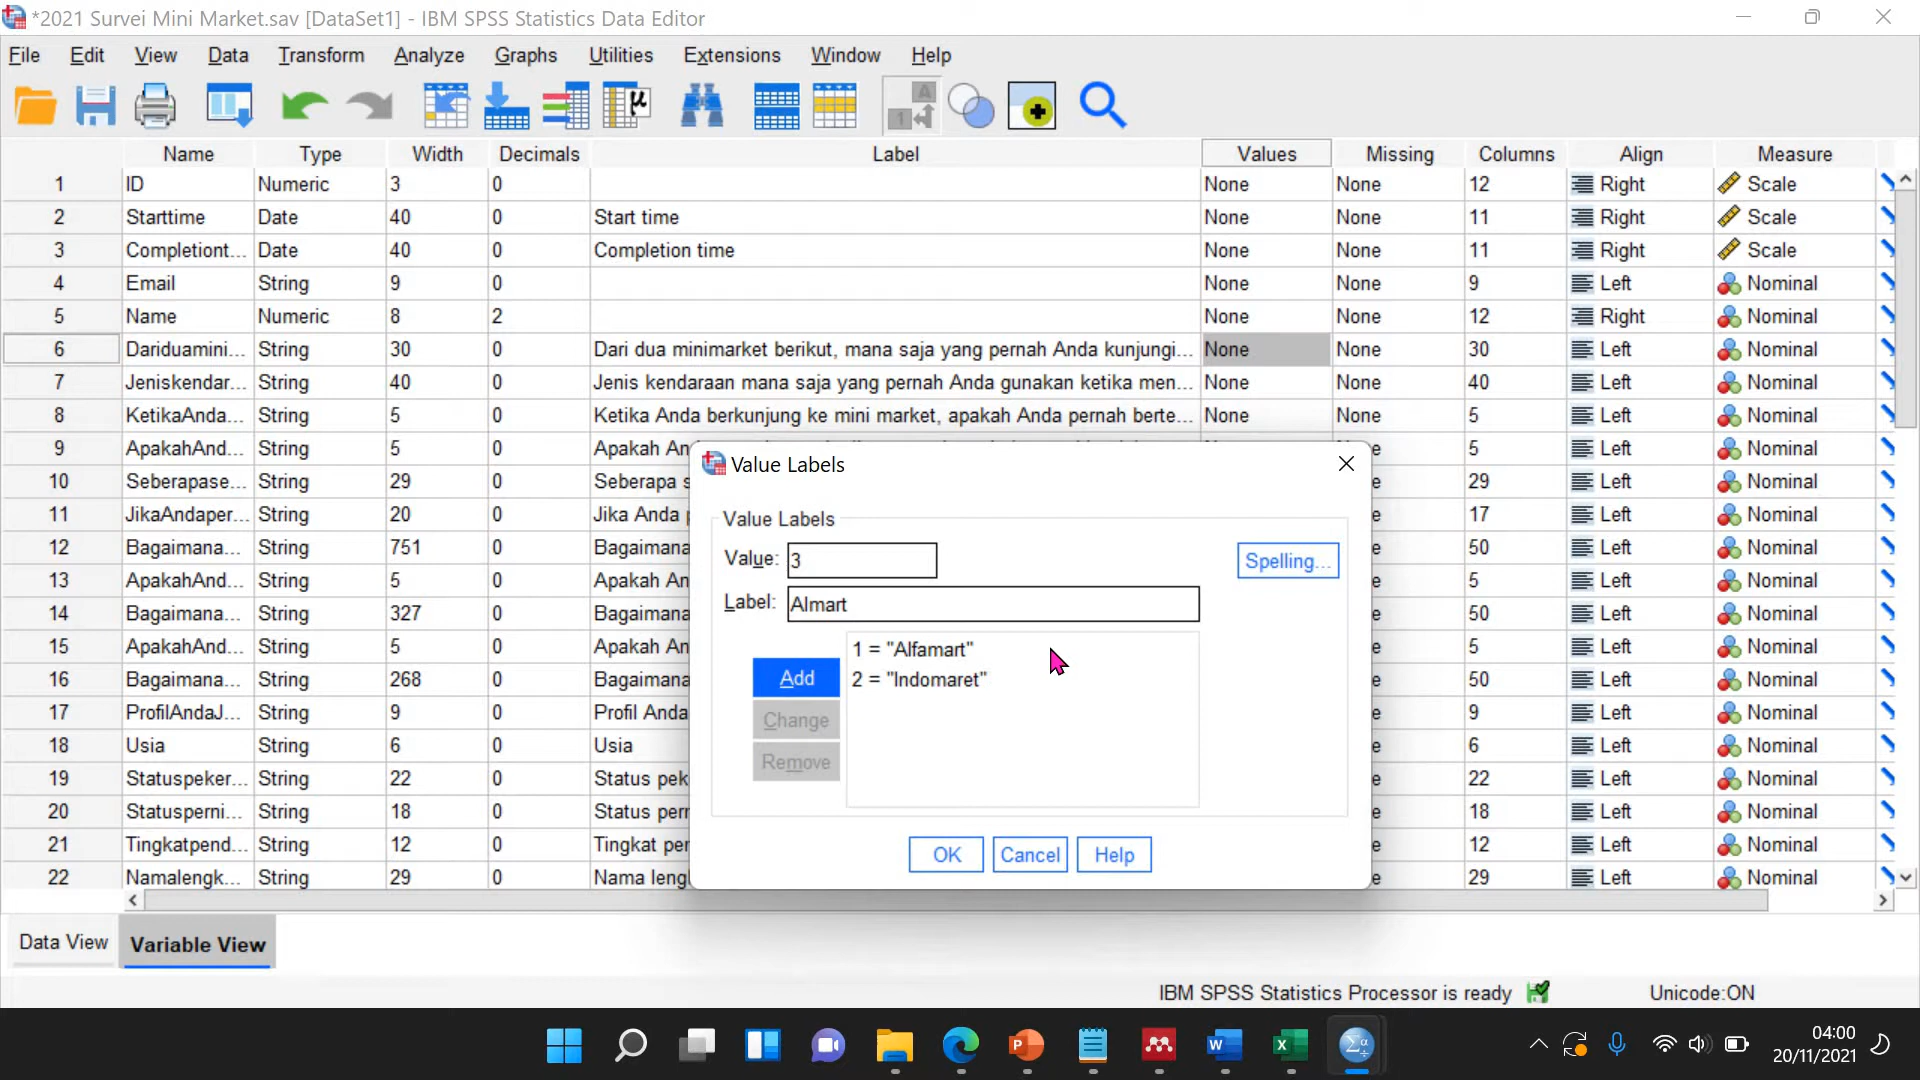 *2021 Survei Mini Market.sav [DataSet1] - IBM SPSS Statistics Data Editor
File Edit View Data Transform Analyze Graphs Utilities Extensions Window Help
Name Type Width Decimals Label Values Missing Columns Align Measure
1 ID Numeric 3 0 None None 12 Right Scale
2 Starttime Date 40 0 Start time None None 11 Right Scale
3 Completiont... Date 40 0 Completion time None None 11 Right Scale
4 Email String 9 0 None None 9 Left Nominal
5 Name Numeric 8 2 None None 12 Right Nominal
6 Dariduamini... String 30 0 Dari dua minimarket berikut, mana saja yang pernah Anda kunjungi... None None 30 Left Nominal
7 Jeniskendar... String 40 0 Jenis kendaraan mana saja yang pernah Anda gunakan ketika men... None None 40 Left Nominal
8 KetikaAnda... String 5 0 Ketika Anda berkunjung ke mini market, apakah Anda pernah berte... None None 5 Left Nominal
9 ApakahAnd... String 5 0 Apakah An 5 Left Nominal
10 Seberapase... String 29 0 Seberapa s e 29 Left Nominal
11 JikaAndaper... String 20 0 Jika Anda e 17 Left Nominal
12 Bagaimana... String 751 0 Bagaimana e 50 Left Nominal
13 ApakahAnd... String 5 0 Apakah An e 5 Left Nominal
14 Bagaimana... String 327 0 Bagaimana e 50 Left Nominal
15 ApakahAnd... String 5 0 Apakah An e 5 Left Nominal
16 Bagaimana... String 268 0 Bagaimana e 50 Left Nominal
17 ProfilAndaJ... String 9 0 Profil Anda e 9 Left Nominal
18 Usia String 6 0 Usia e 6 Left Nominal
19 Statuspeker... String 22 0 Status pek e 22 Left Nominal
20 Statusperni... String 18 0 Status pern e 18 Left Nominal
21 Tingkatpend... String 12 0 Tingkat per e 12 Left Nominal
22 Namalengk... String 29 0 Nama leng e 29 Left Nominal
Value Labels
Value Labels
Value: 3
Spelling...
Label: Almart
1 = "Alfamart"
2 = "Indomaret"
Add
Change
Remove
OK Cancel Help
Data View Variable View
IBM SPSS Statistics Processor is ready Unicode:ON
04:00
20/11/2021